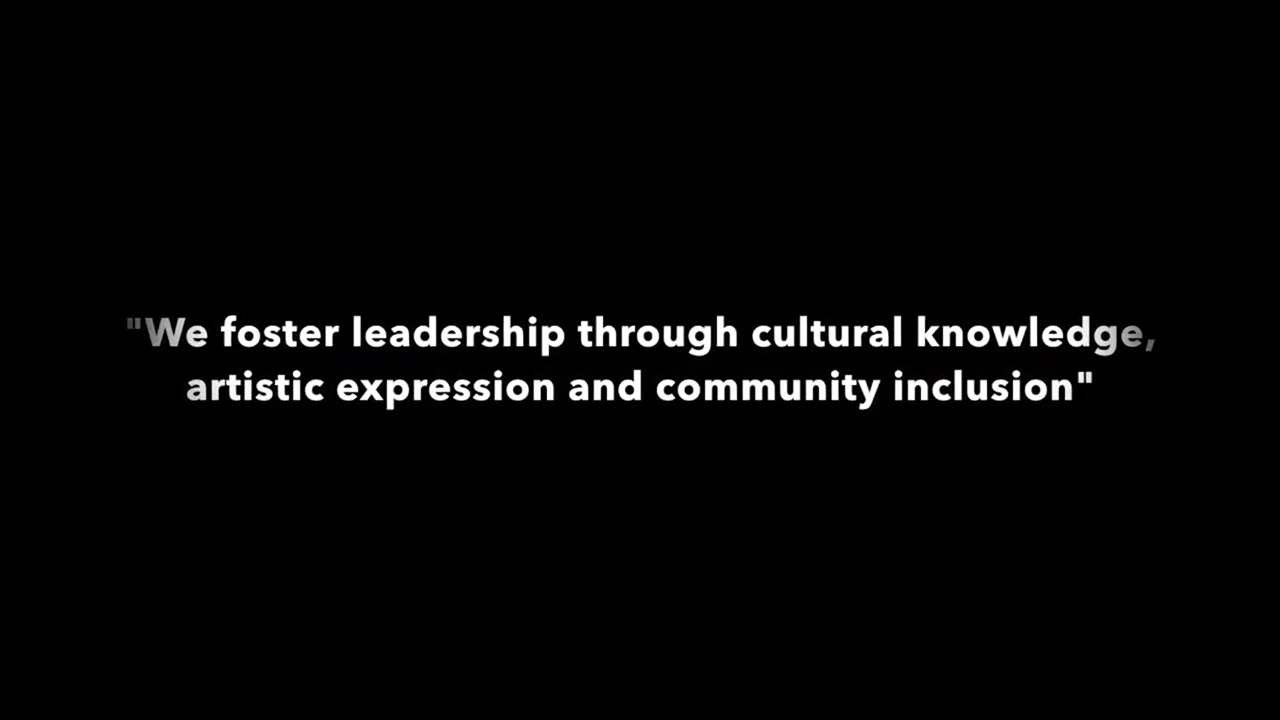 "We foster leadership through cultural knowledge,
artistic expression and community inclusion"